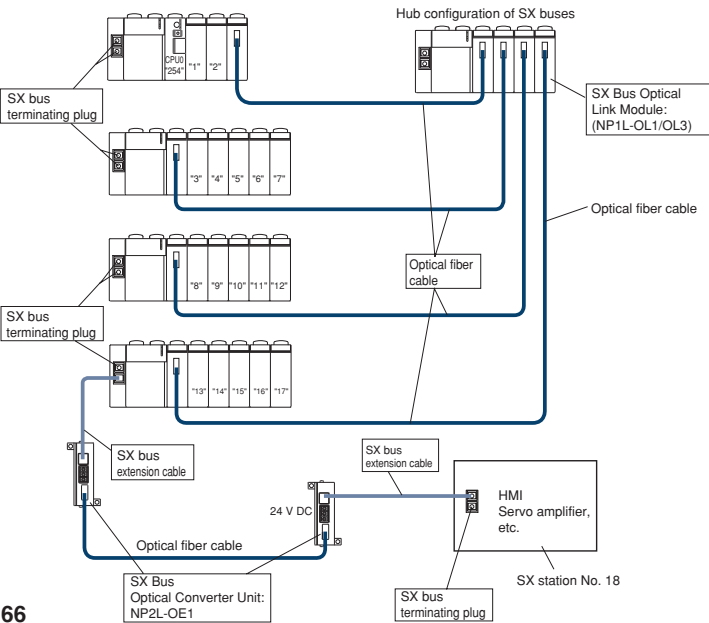 Hub configuration of SX buses
CPU0
"254"
"1"
"2"
SX bus
terminating plug
SX Bus Optical
Link Module:
(NP1L-OL1/OL3)
"3" "4" "5" "6" "7"
Optical fiber cable
Optical fiber
cable
"8" "9" "10" "11" "12"
SX bus
terminating plug
"13" "14" "15" "16" "17"
SX bus
extension cable
SX bus
extension cable
24 V DC
HMI
Servo amplifier,
etc.
Optical fiber cable
SX Bus
Optical Converter Unit:
NP2L-OE1
SX bus
terminating plug
SX station No. 18
66